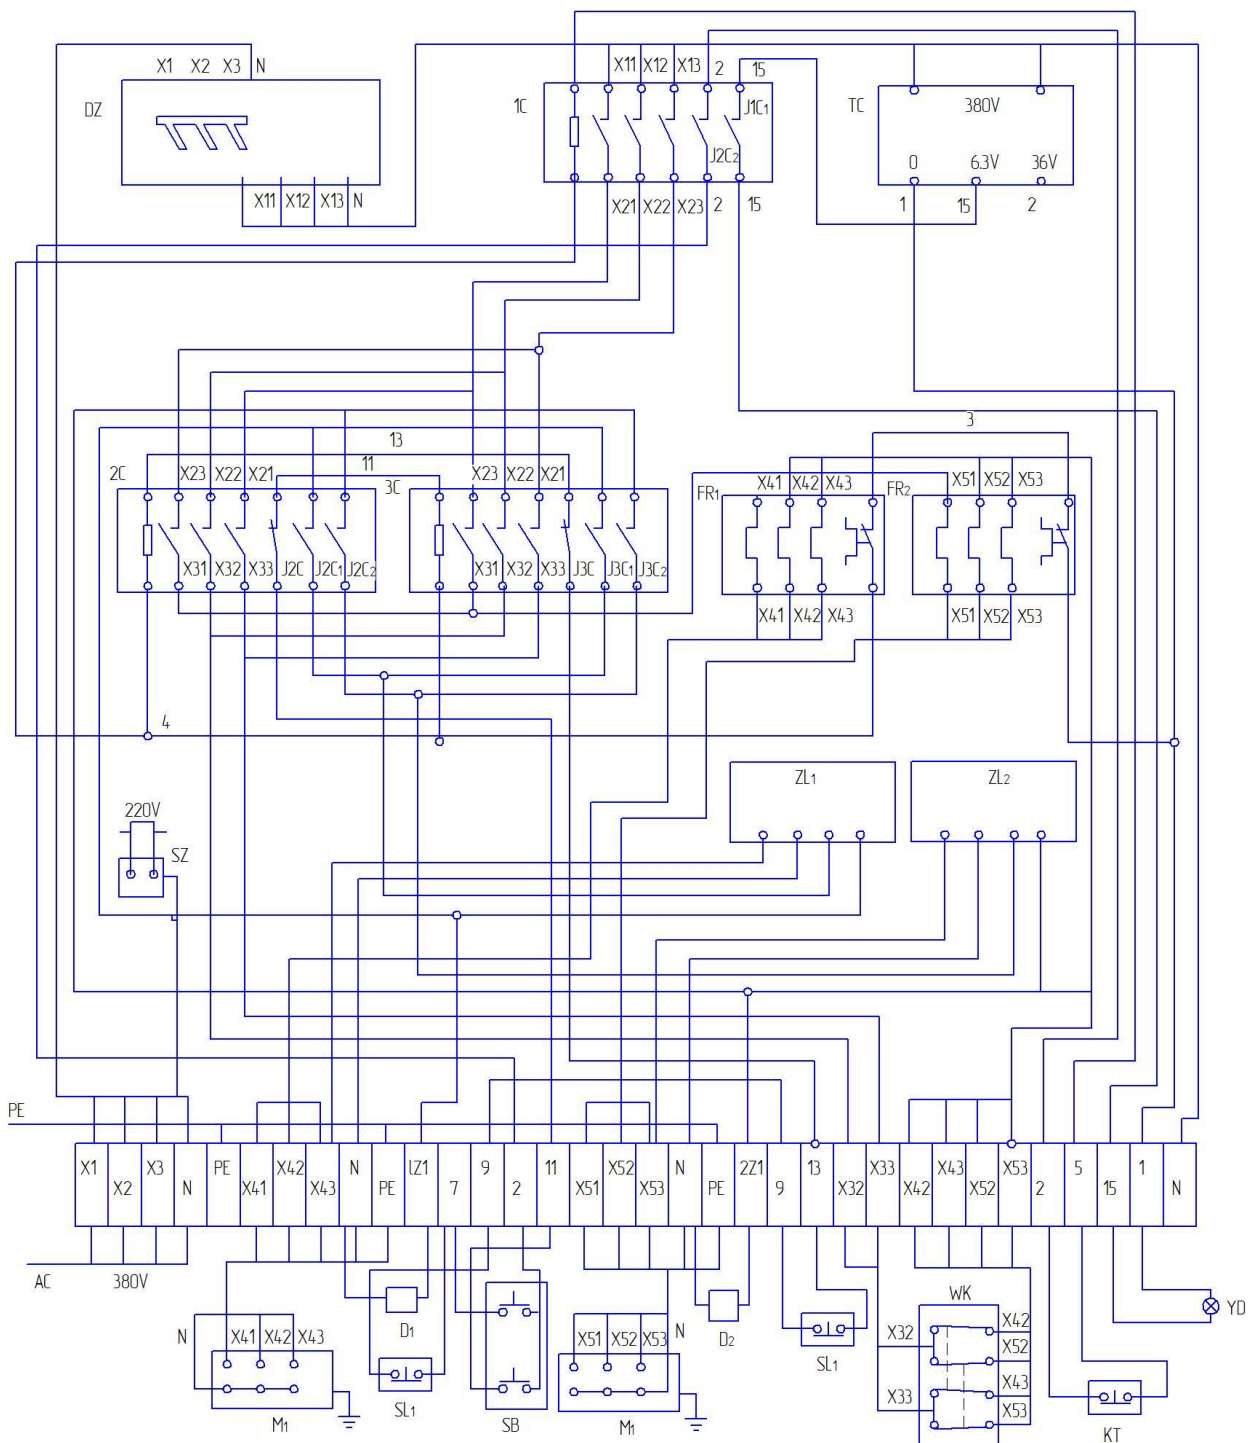 X1 X2 X3 N
DZ
X11 X12 X13 N
1C
X11 X12 X13 2 15
J1C1
J2C2
X21 X22 X23 2 15
TC
380V
0 6.3V 36V
1 15 2
3
13
11
2C
X23 X22 X21
X31 X32 X33 J2C J2C1 J2C2
3C
X23 X22 X21
X31 X32 X33 J3C J3C1 J3C2
FR1
X41 X42 X43
X41 X42 X43
FR2
X51 X52 X53
X51 X52 X53
4
220V
SZ
ZL1
ZL2
PE
X1 X2 X3 N PE X41 X42 X43 N PE lZ1 7 9 2 11 X51 X52 X53 N PE 2Z1 9 13 X32 X33 X42 X43 X52 X53 2 5 15 1 N
AC 380V
N X41 X42 X43
M1
D1
SL1
SB
X51 X52 X53 N
M1
D2
SL1
WK
X32 X42
X52
X33 X43
X53
KT
YD